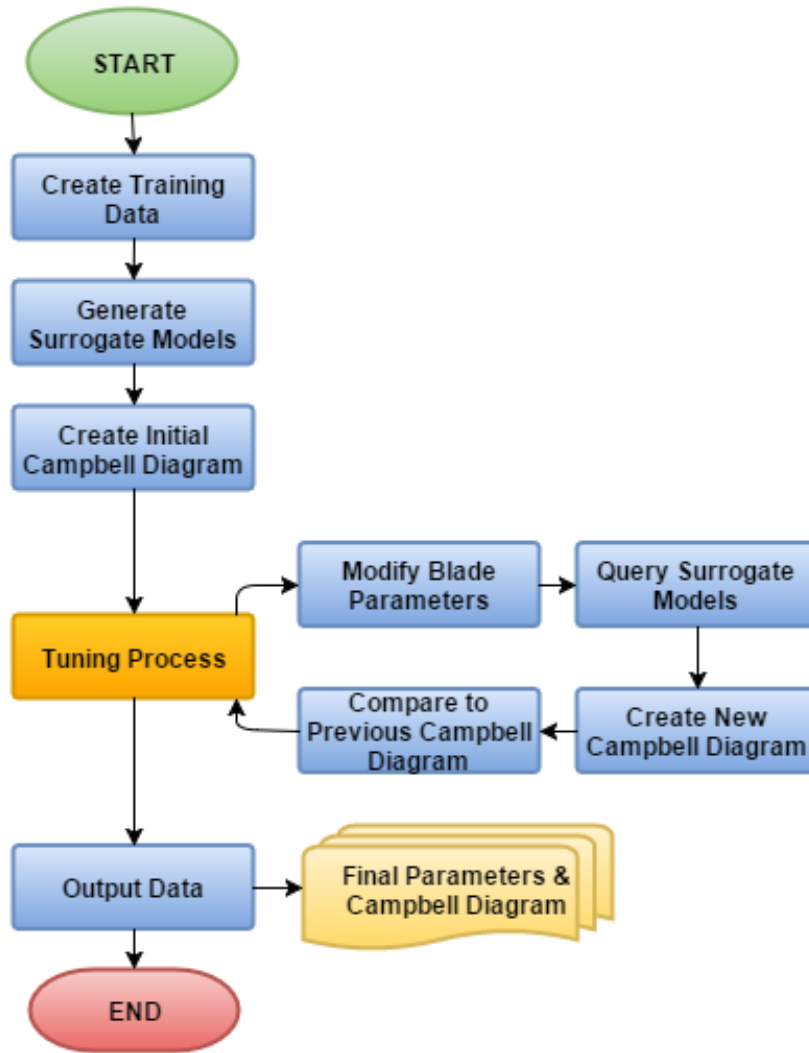 START
Create Training
Data
Generate
Surrogate Models
Create Initial
Campbell Diagram
Tuning Process
Modify Blade
Parameters
Query Surrogate
Models
Create New
Campbell Diagram
Compare to
Previous Campbell
Diagram
Output Data
Final Parameters &
Campbell Diagram
END